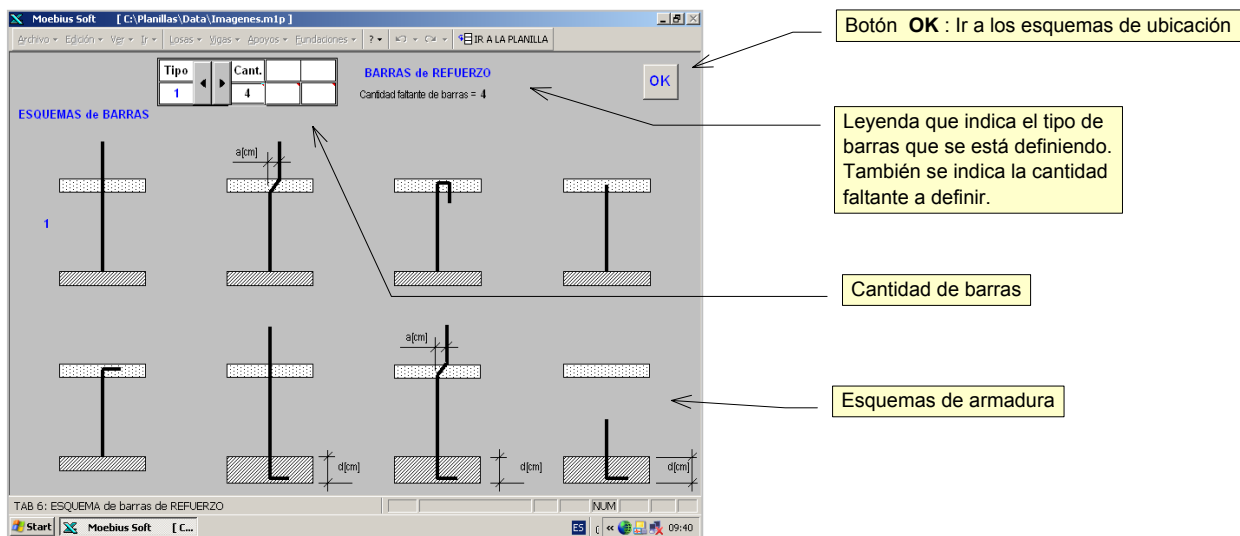 Moebius Soft [ C:\Planillas\Data\Imagenes.m1p ]
Archivo Edición Ver Ir Losas Vigas Apoyos Fundaciones ? IR A LA PLANILLA
Tipo Cant.
1 4
BARRAS de REFUERZO
Cantidad faltante de barras = 4
OK
ESQUEMAS de BARRAS
a[cm]
1
a[cm]
d[cm]
d[cm]
d[cm]
TAB 6: ESQUEMA de barras de REFUERZO
NUM
Start Moebius Soft [ C...
ES
09:40
Botón OK : Ir a los esquemas de ubicación
Leyenda que indica el tipo de
barras que se está definiendo.
También se indica la cantidad
faltante a definir.
Cantidad de barras
Esquemas de armadura